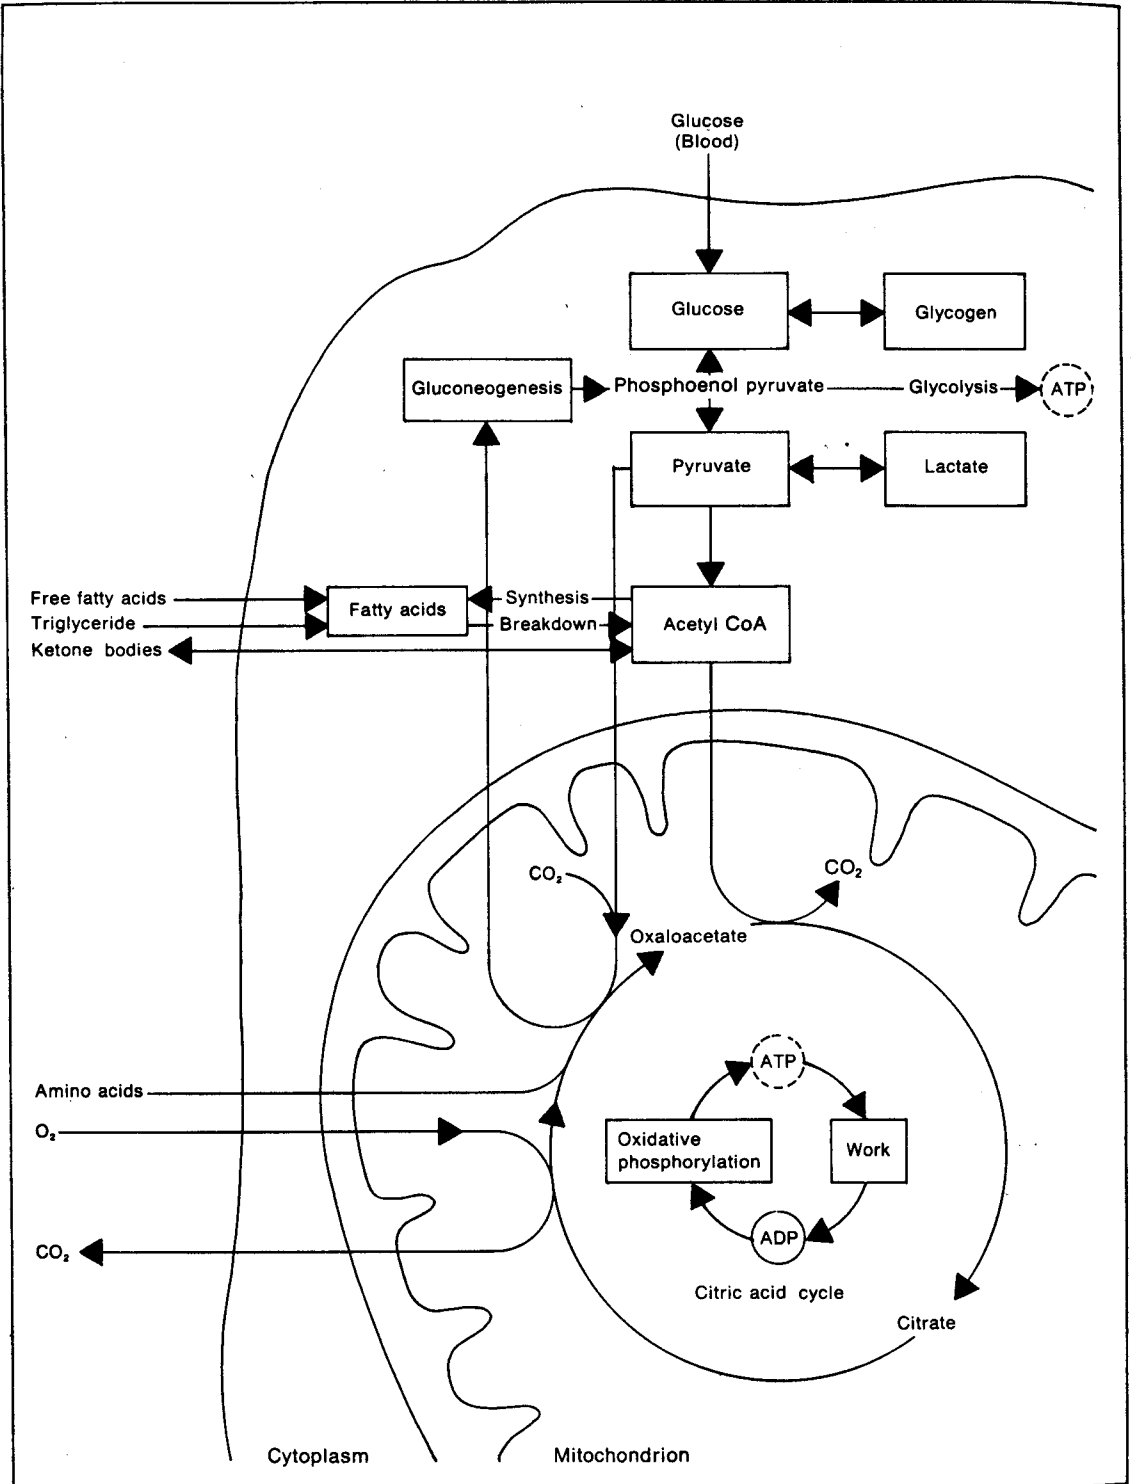 Glucose
(Blood)
Glucose
Glycogen
Gluconeogenesis
Phosphoenol pyruvate
Glycolysis
ATP
Pyruvate
Lactate
Free fatty acids
Triglyceride
Ketone bodies
Fatty acids
Synthesis
Breakdown
Acetyl CoA
CO₂
CO₂
Oxaloacetate
Amino acids
O₂
CO₂
ATP
Oxidative
phosphorylation
Work
ADP
Citric acid cycle
Citrate
Cytoplasm
Mitochondrion